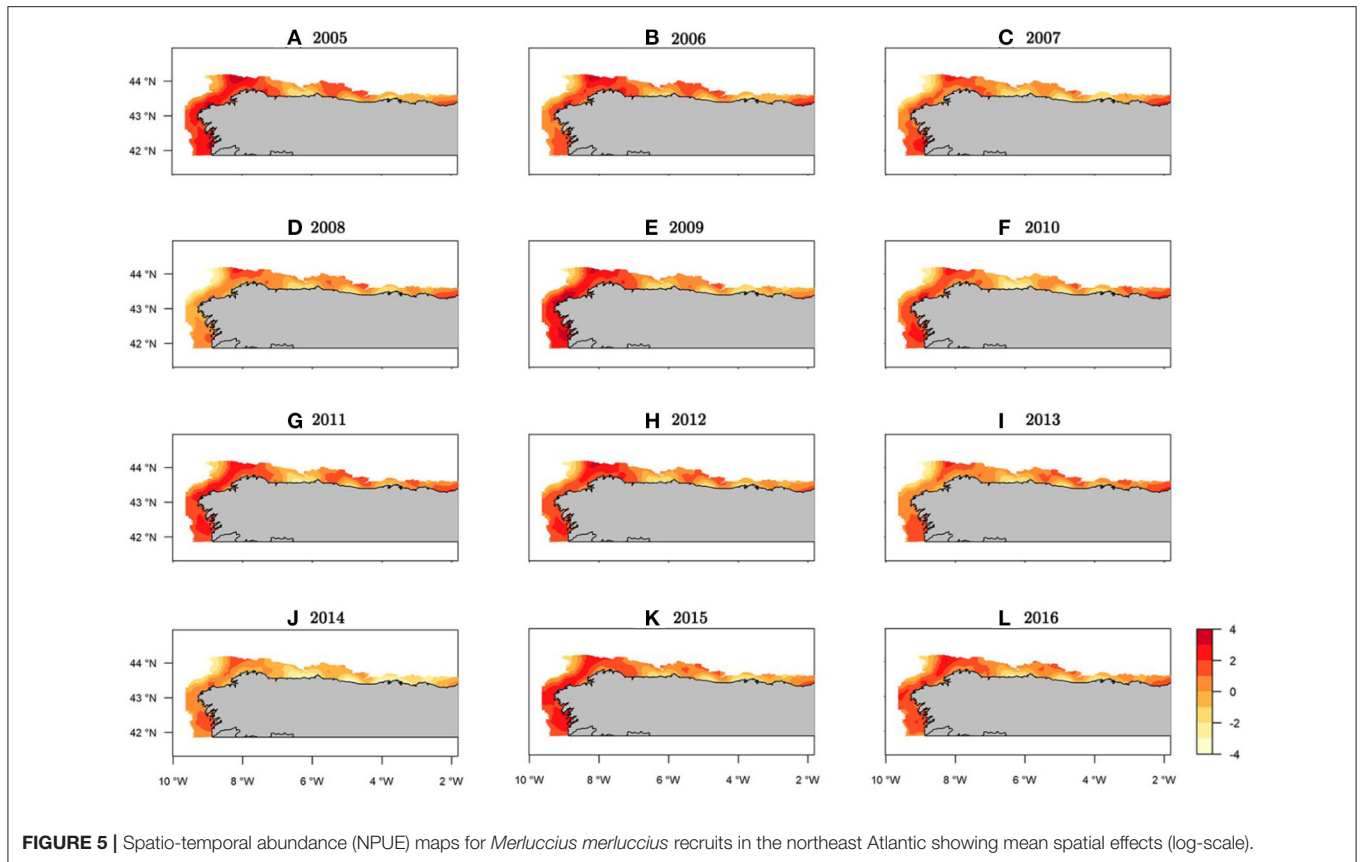 A 2005
B 2006
C 2007
44 °N
43 °N
42 °N
D 2008
E 2009
F 2010
44 °N
43 °N
42 °N
G 2011
H 2012
I 2013
44 °N
43 °N
42 °N
J 2014
K 2015
L 2016
44 °N
43 °N
42 °N
4
2
0
-2
-4
10 °W 8 °W 6 °W 4 °W 2 °W
10 °W 8 °W 6 °W 4 °W 2 °W
10 °W 8 °W 6 °W 4 °W 2 °W
FIGURE 5 | Spatio-temporal abundance (NPUE) maps for Merluccius merluccius recruits in the northeast Atlantic showing mean spatial effects (log-scale).